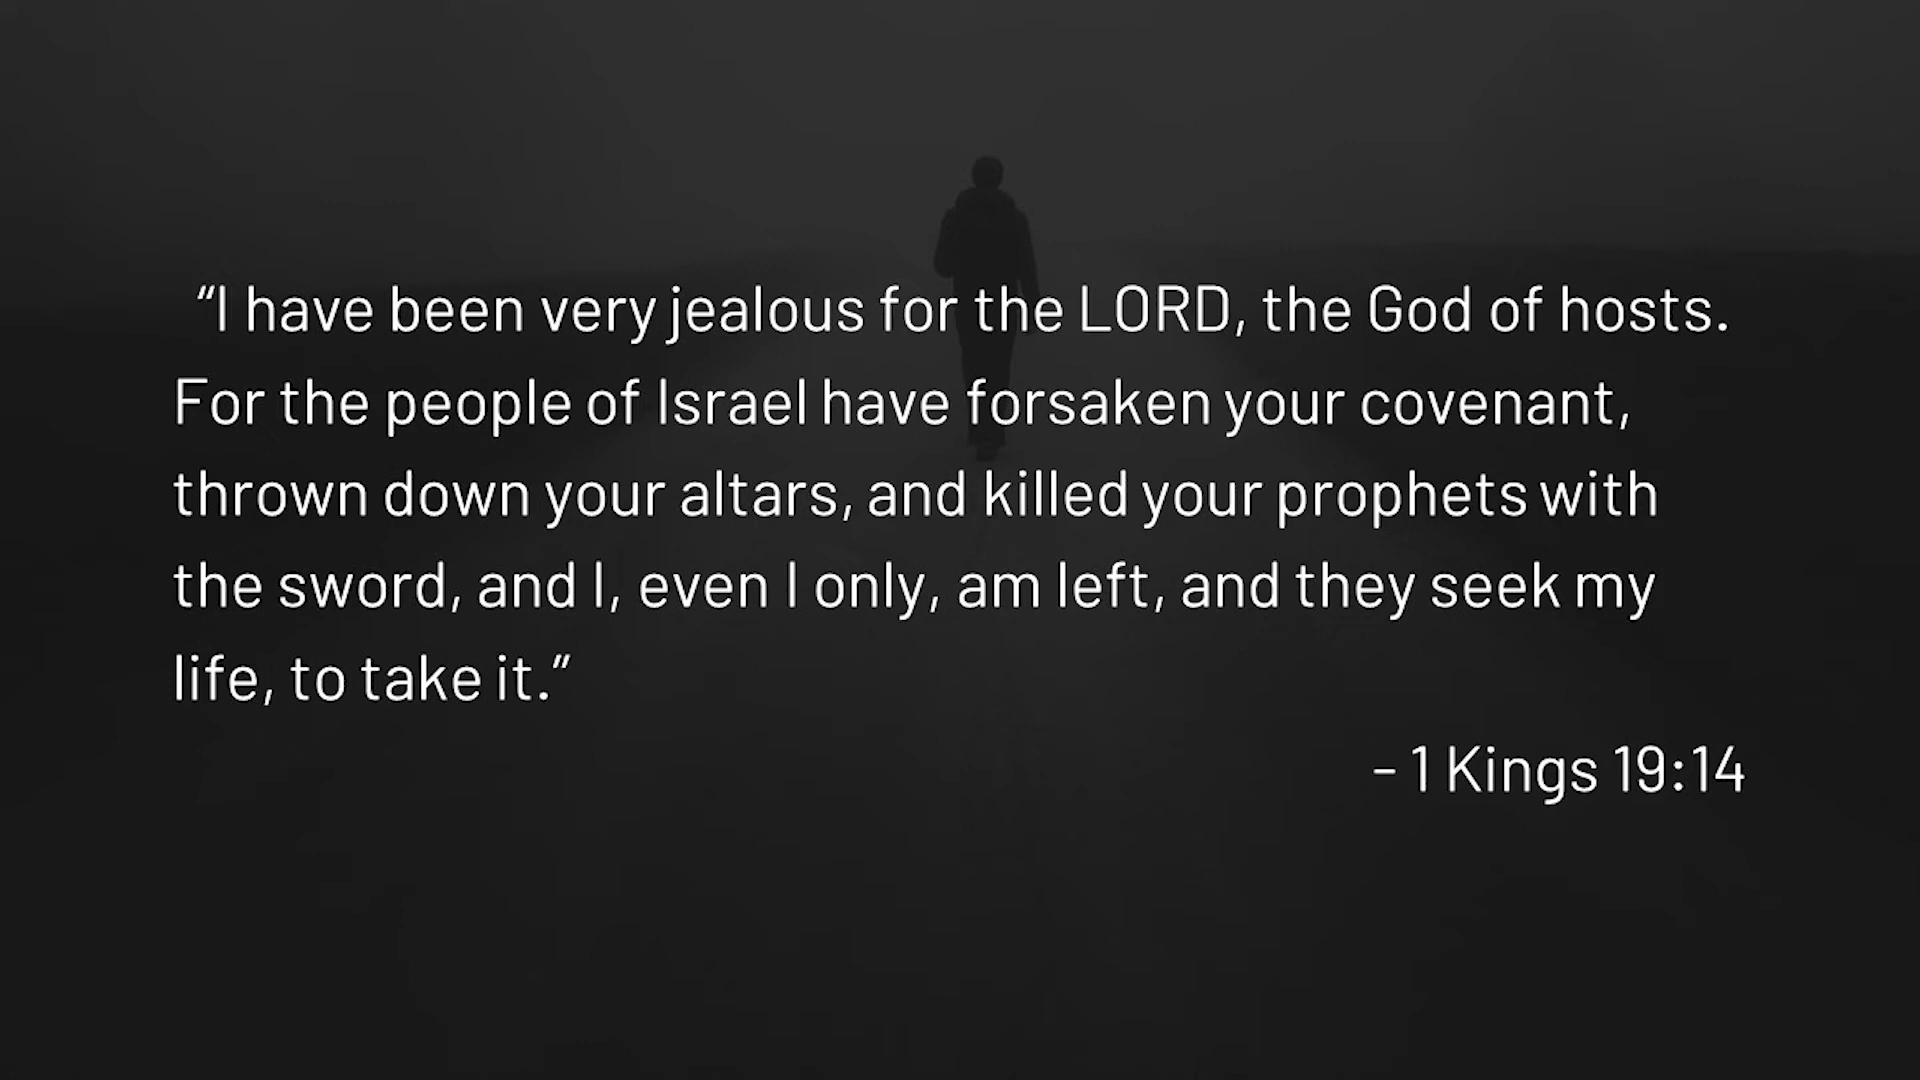 “I have been very jealous for the LORD, the God of hosts.
For the people of Israel have forsaken your covenant,
thrown down your altars, and killed your prophets with
the sword, and I, even I only, am left, and they seek my
life, to take it.”
- 1 Kings 19:14